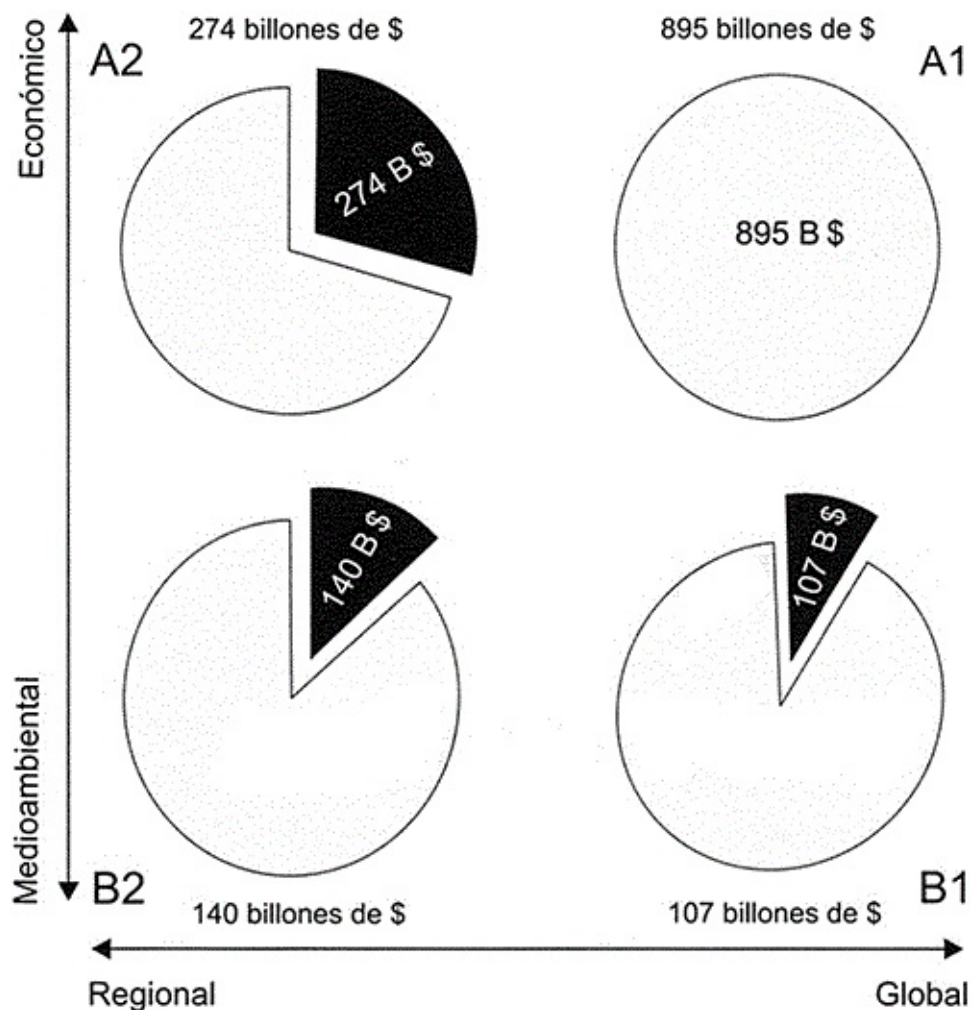 Económico
274 billones de $
A2
274 B $
895 billones de $
A1
895 B $
Medioambiental
140 B $
B2
140 billones de $
107 B $
B1
107 billones de $
Regional
Global